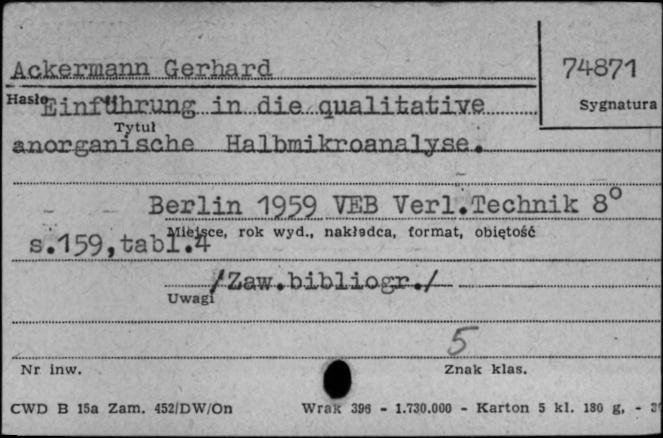 Ackermann Gerhard
74871
Hasło
Sygnatura
Einführung in die qualitative
Tytuł
anorganische Halbmikroanalyse.
Berlin 1959 VEB Verl.Technik 8°
Miejsce, rok wyd., nakładca, format, objętość
s.159,tabl.4
/Zaw.bibliogr./
Uwagi
5
Nr inw.
Znak klas.
CWD B 15a Zam. 452/DW/On
Wrak 396 - 1.730.000 - Karton 5 kl. 180 g, -